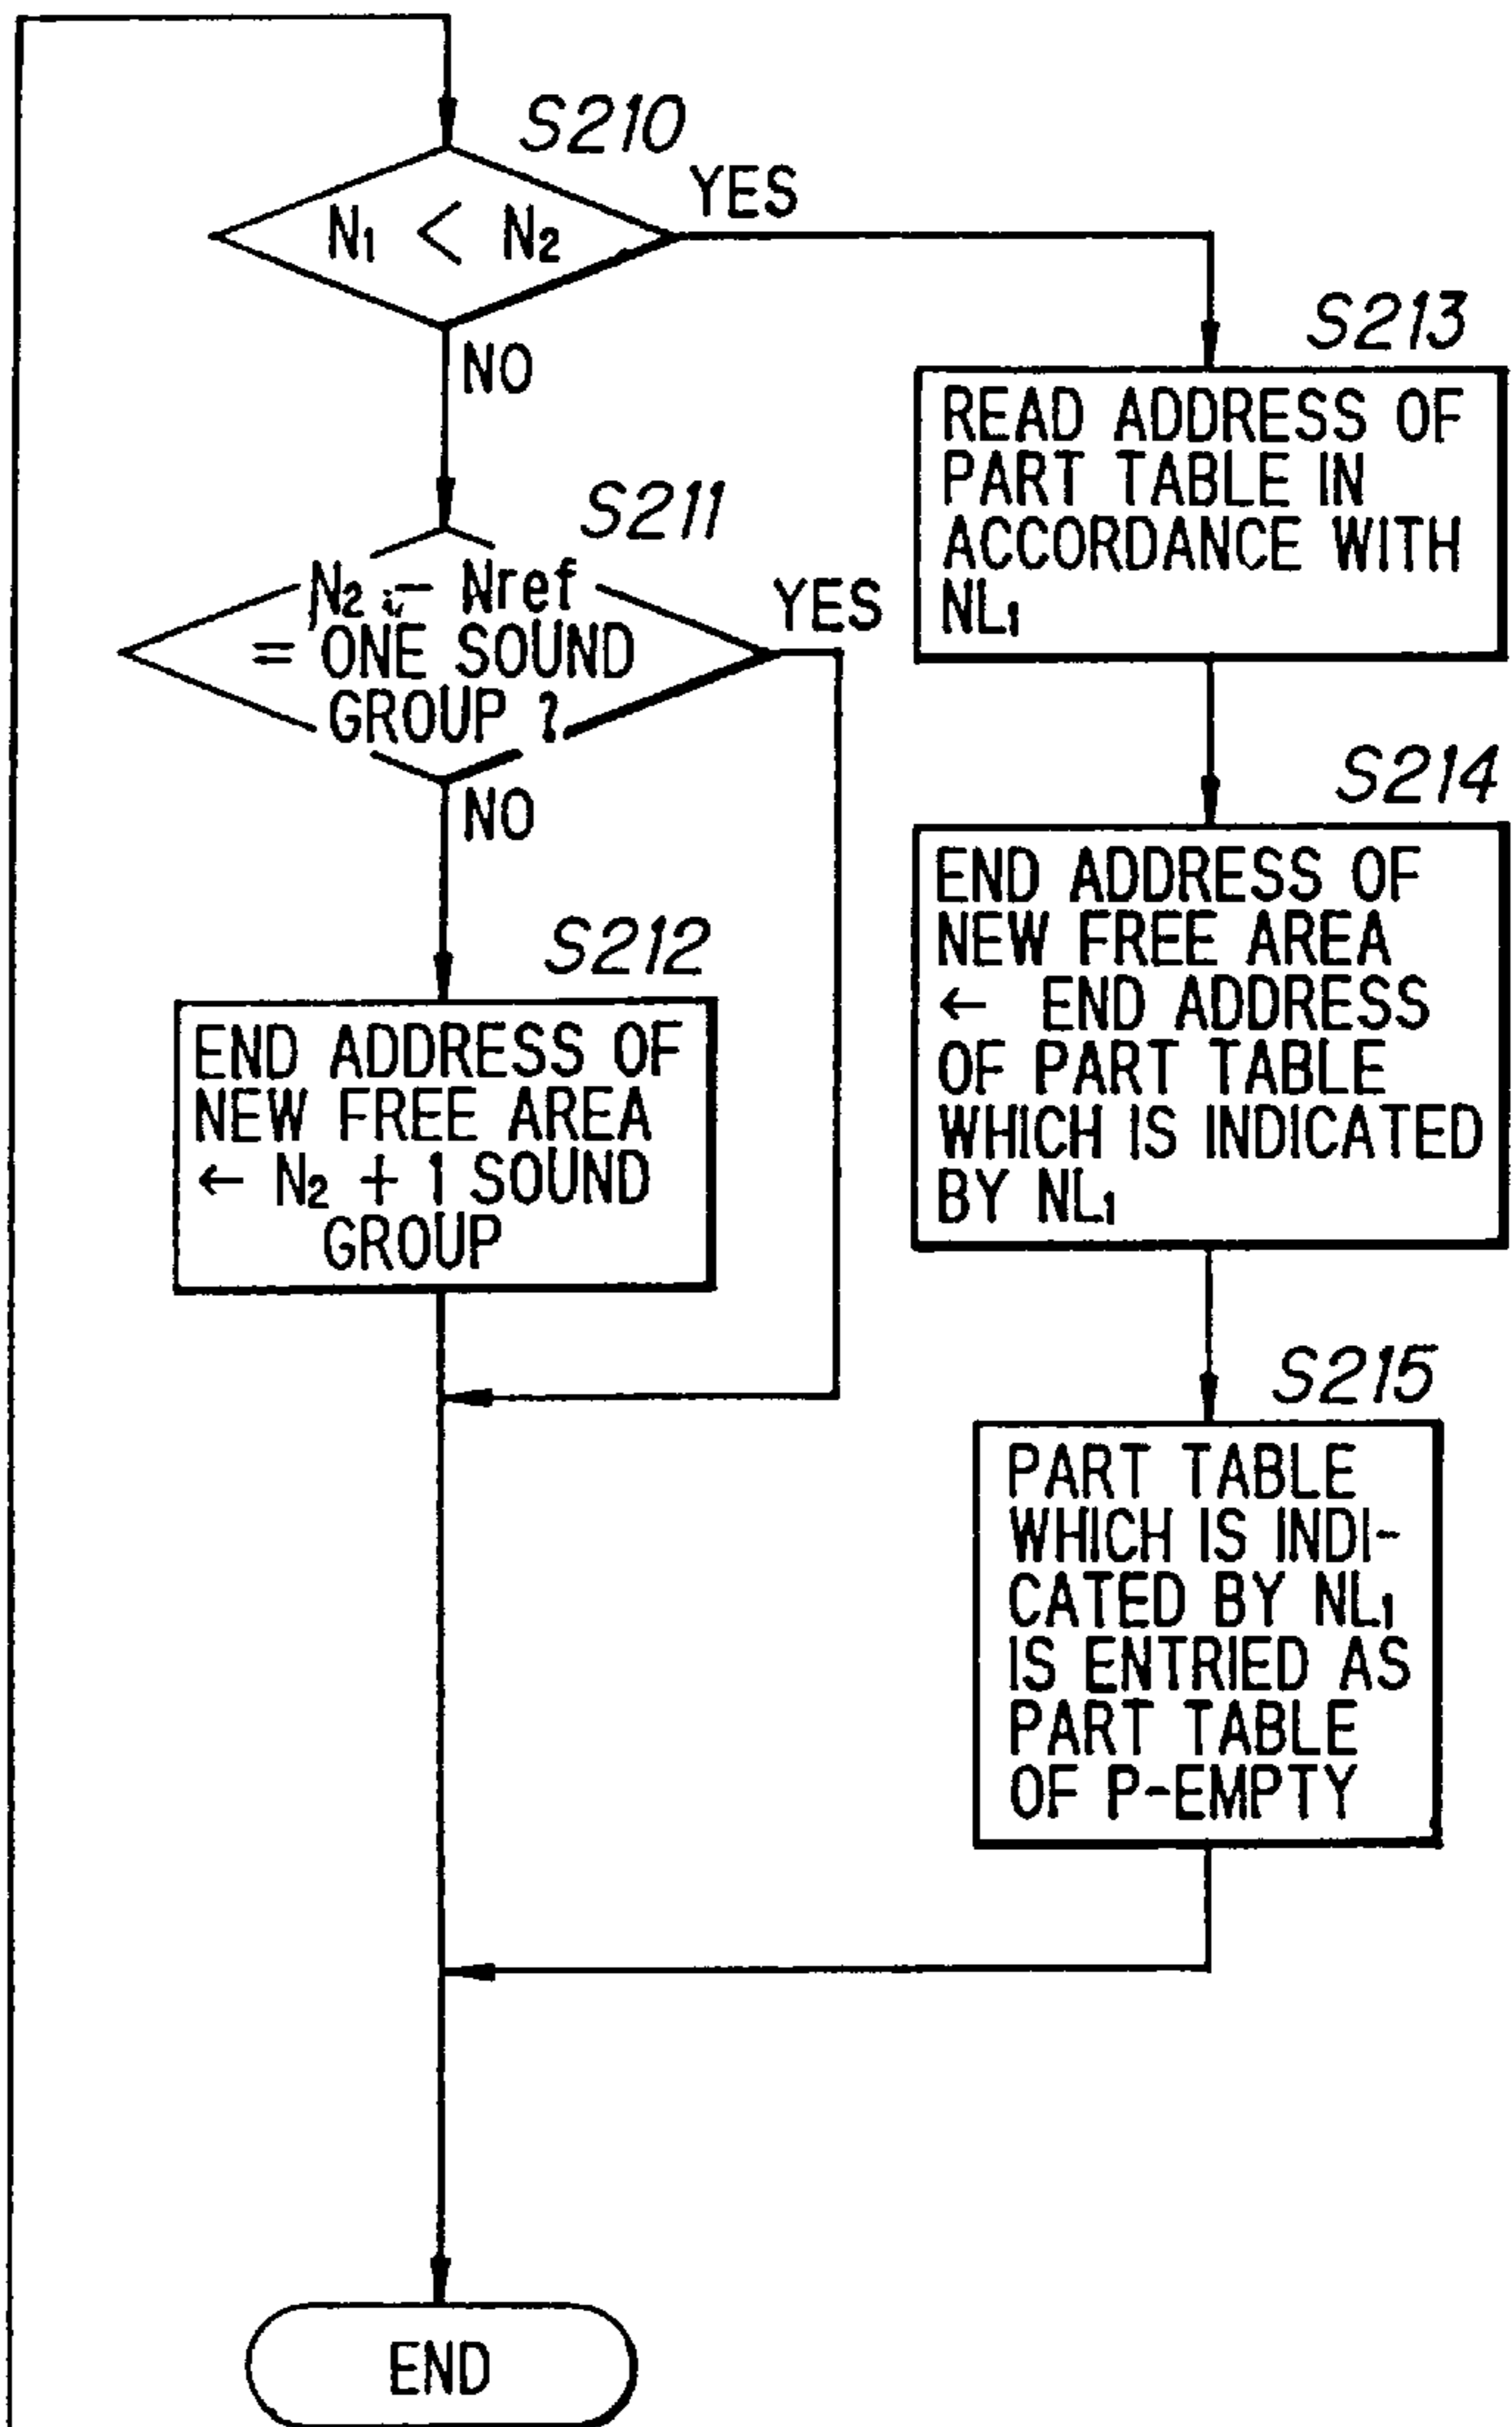 S210
N₁ < N₂
YES
NO
S211
N₂ - Nref
= ONE SOUND
GROUP ?
YES
NO
S212
END ADDRESS OF
NEW FREE AREA
← N₂ + 1 SOUND
GROUP
S213
READ ADDRESS OF
PART TABLE IN
ACCORDANCE WITH
NL₁
S214
END ADDRESS OF
NEW FREE AREA
← END ADDRESS
OF PART TABLE
WHICH IS INDICATED
BY NL₁
S215
PART TABLE
WHICH IS INDI-
CATED BY NL₁
IS ENTRIED AS
PART TABLE
OF P-EMPTY
END